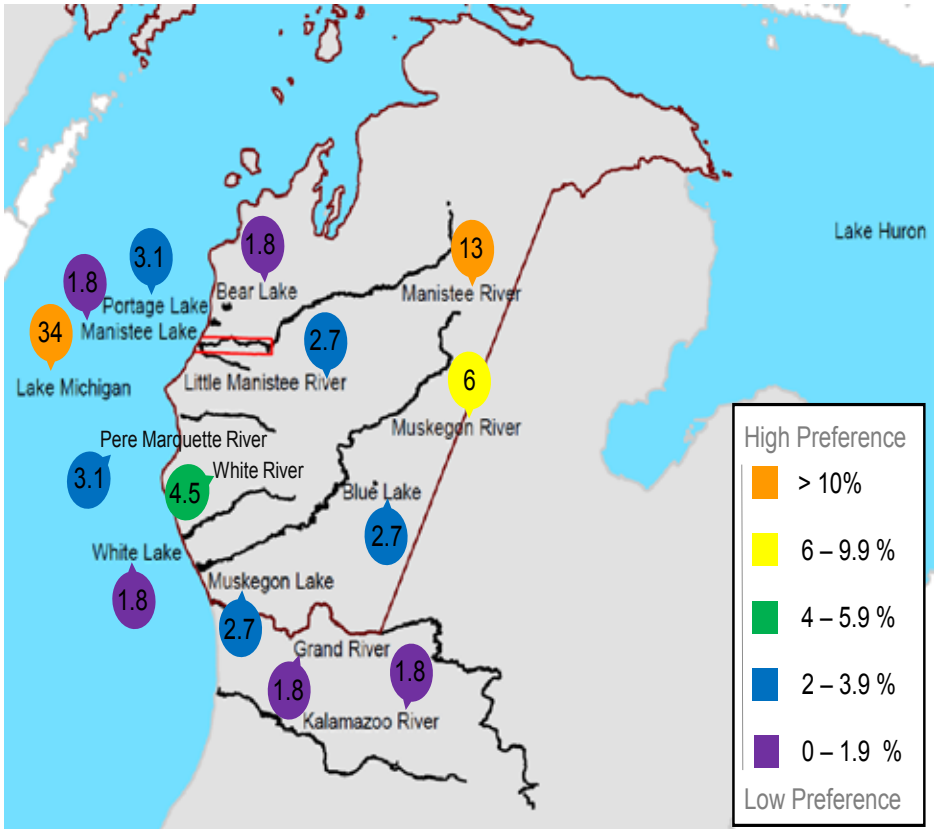 Lake Huron
1.8
3.1
13
1.8
Bear Lake
Manistee River
Portage Lake
34
Manistee Lake
2.7
Lake Michigan
Little Manistee River
6
Muskegon River
Pere Marquette River
3.1
White River
4.5
Blue Lake
2.7
White Lake
1.8
Muskegon Lake
2.7
Grand River
1.8
1.8
Kalamazoo River
High Preference
> 10%
6 – 9.9 %
4 – 5.9 %
2 – 3.9 %
0 – 1.9 %
Low Preference